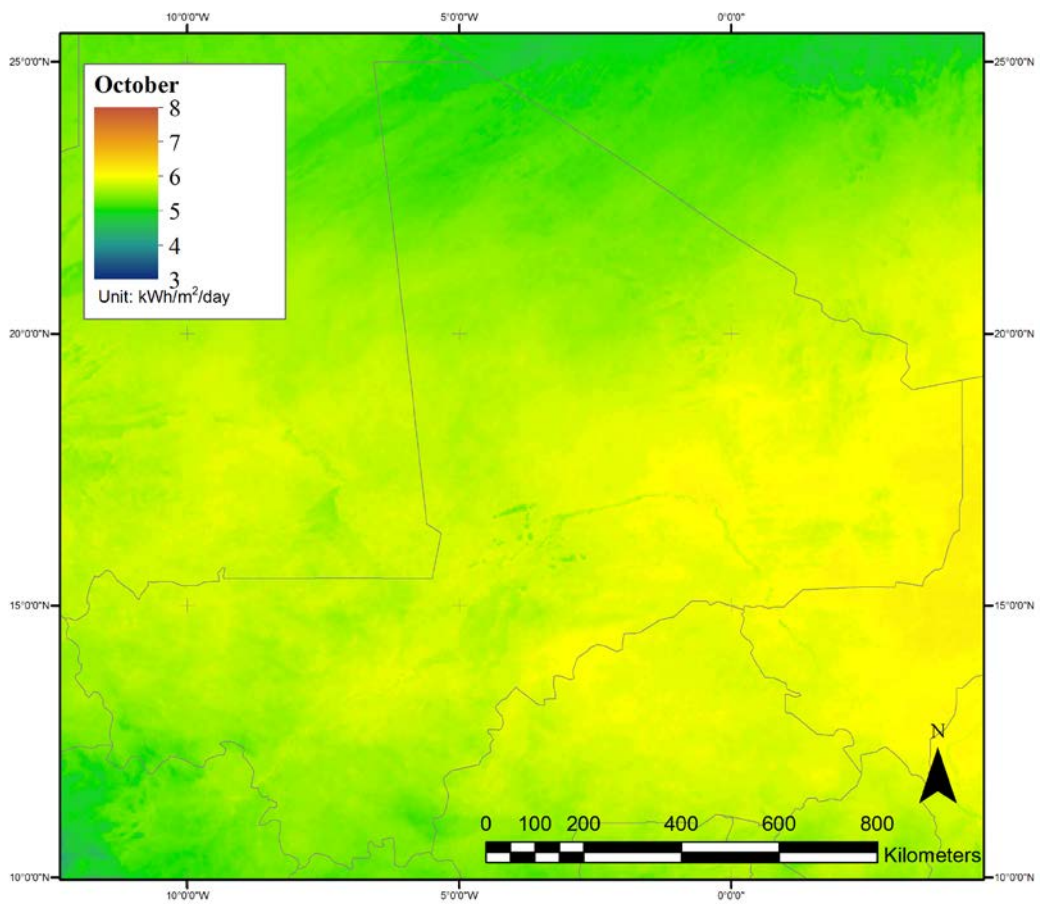 10°0'0"W 5°0'0"W 0°0'0"
25°0'0"N 25°0'0"N
October
8
7
6
5
4
3
Unit: kWh/m²/day
20°0'0"N 20°0'0"N
15°0'0"N 15°0'0"N
N
0 100 200 400 600 800
Kilometers
10°0'0"N 10°0'0"N
10°0'0"W 5°0'0"W 0°0'0"